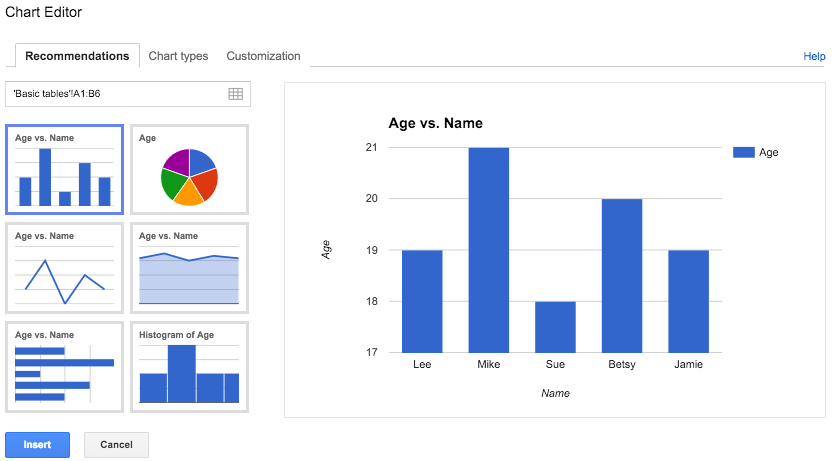 Chart Editor
Recommendations Chart types Customization Help
'Basic tables'!A1:B6
Age vs. Name
Age
Age vs. Name
Age vs. Name
Age vs. Name
Histogram of Age
Insert Cancel
Age vs. Name
Age
21
20
19
18
17
Age
Lee Mike Sue Betsy Jamie
Name